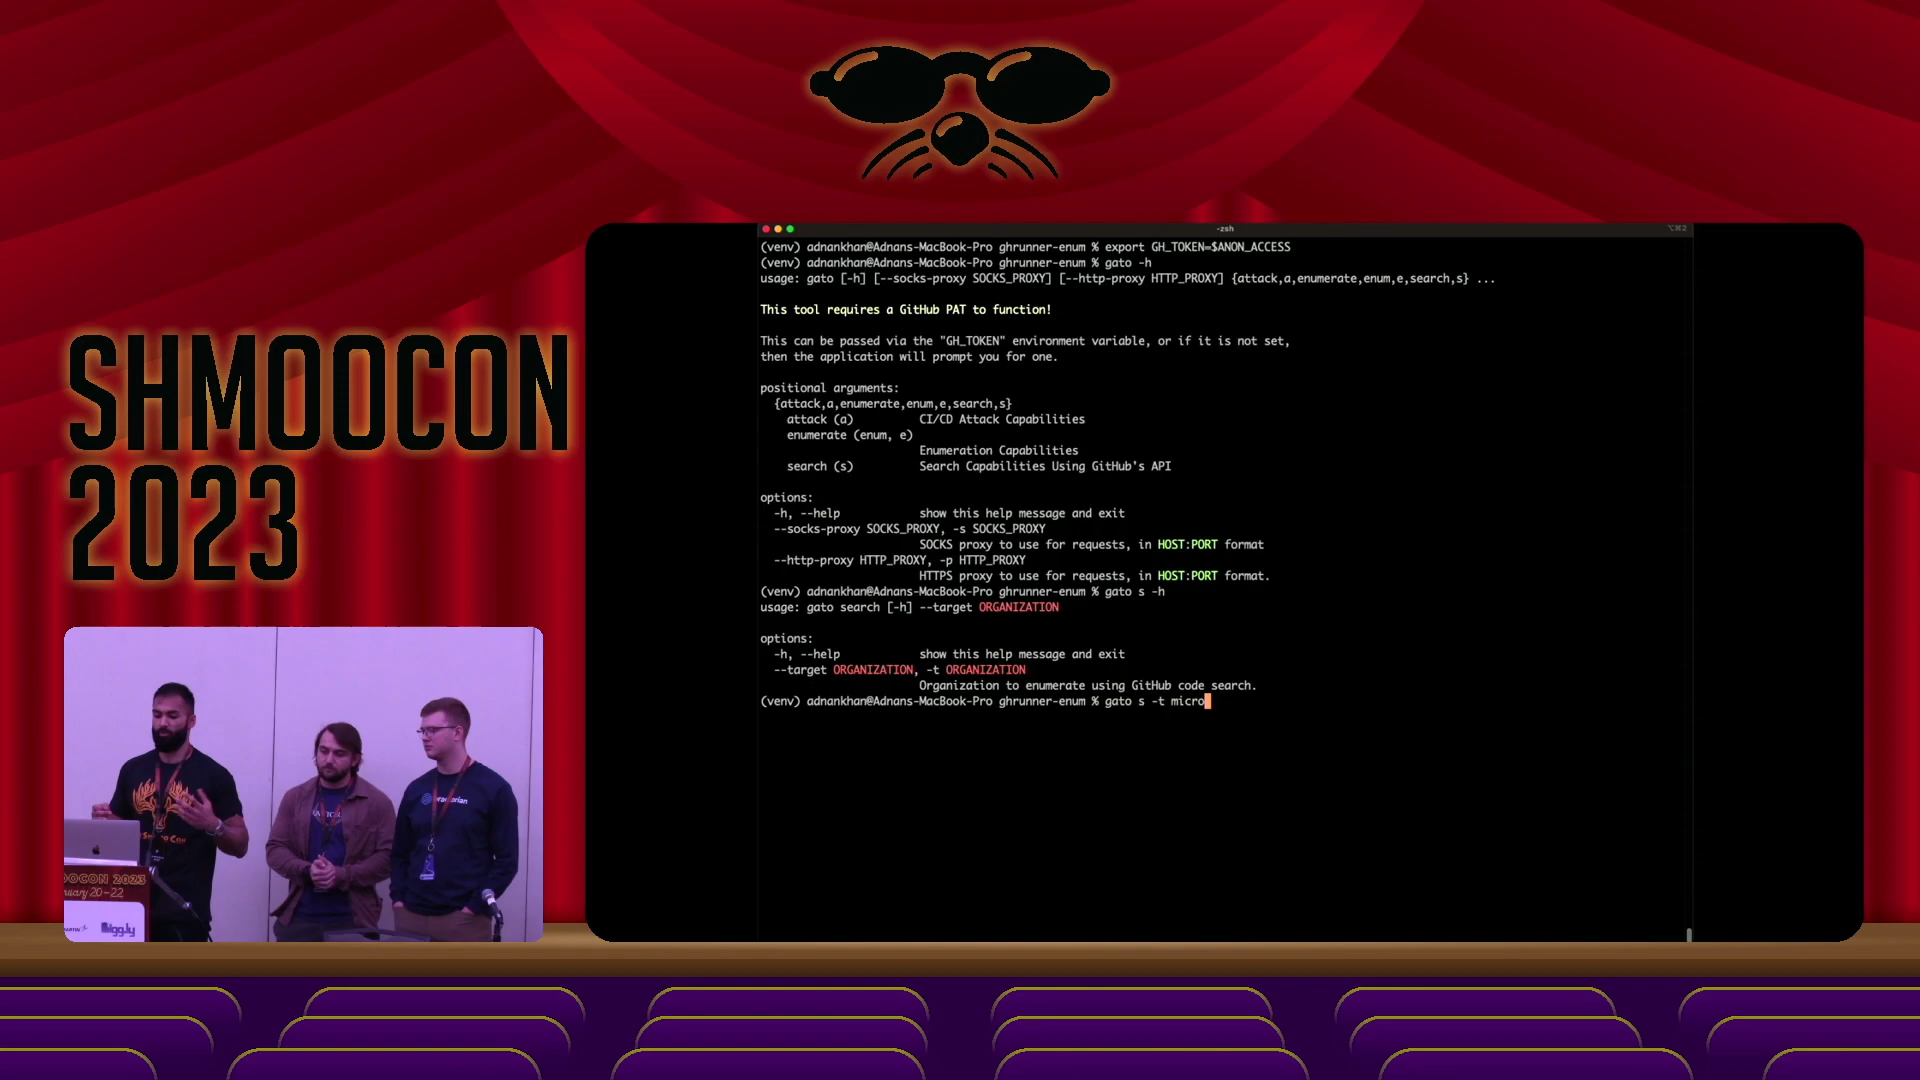 SHMOOCON
2023
-zsh
⌥⌘2
(venv) adnankhan@Adnans-MacBook-Pro ghrunner-enum % export GH_TOKEN=$ANON_ACCESS
(venv) adnankhan@Adnans-MacBook-Pro ghrunner-enum % gato -h
usage: gato [-h] [--socks-proxy SOCKS_PROXY] [--http-proxy HTTP_PROXY] {attack,a,enumerate,enum,e,search,s} ...
This tool requires a GitHub PAT to function!
This can be passed via the "GH_TOKEN" environment variable, or if it is not set,
then the application will prompt you for one.
positional arguments:
{attack,a,enumerate,enum,e,search,s}
attack (a) CI/CD Attack Capabilities
enumerate (enum, e)
Enumeration Capabilities
search (s) Search Capabilities Using GitHub's API
options:
-h, --help show this help message and exit
--socks-proxy SOCKS_PROXY, -s SOCKS_PROXY
SOCKS proxy to use for requests, in HOST:PORT format
--http-proxy HTTP_PROXY, -p HTTP_PROXY
HTTPS proxy to use for requests, in HOST:PORT format.
(venv) adnankhan@Adnans-MacBook-Pro ghrunner-enum % gato s -h
usage: gato search [-h] --target ORGANIZATION
options:
-h, --help show this help message and exit
--target ORGANIZATION, -t ORGANIZATION
Organization to enumerate using GitHub code search.
(venv) adnankhan@Adnans-MacBook-Pro ghrunner-enum % gato s -t micro
OOCON 2023
nuary 20-22